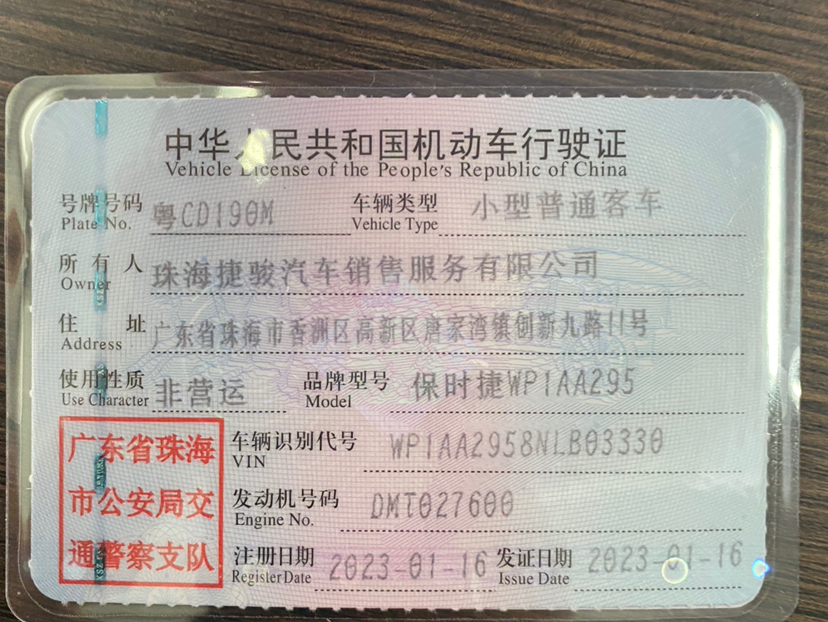 中华人民共和国机动车行驶证
Vehicle License of the People's Republic of China
号牌号码 粤CD190M 车辆类型 小型普通客车
Plate No. Vehicle Type
所有人 珠海捷骏汽车销售服务有限公司
Owner
住址 广东省珠海市香洲区高新区唐家湾镇创新九路11号
Address
使用性质 非营运 品牌型号 保时捷WP1AA295
Use Character Model
广东省珠海
市公安局交
通警察支队
车辆识别代号 WP1AA2958NLB03330
VIN
发动机号码 DMT027600
Engine No.
注册日期 2023-01-16 发证日期 2023-01-16
Register Date Issue Date